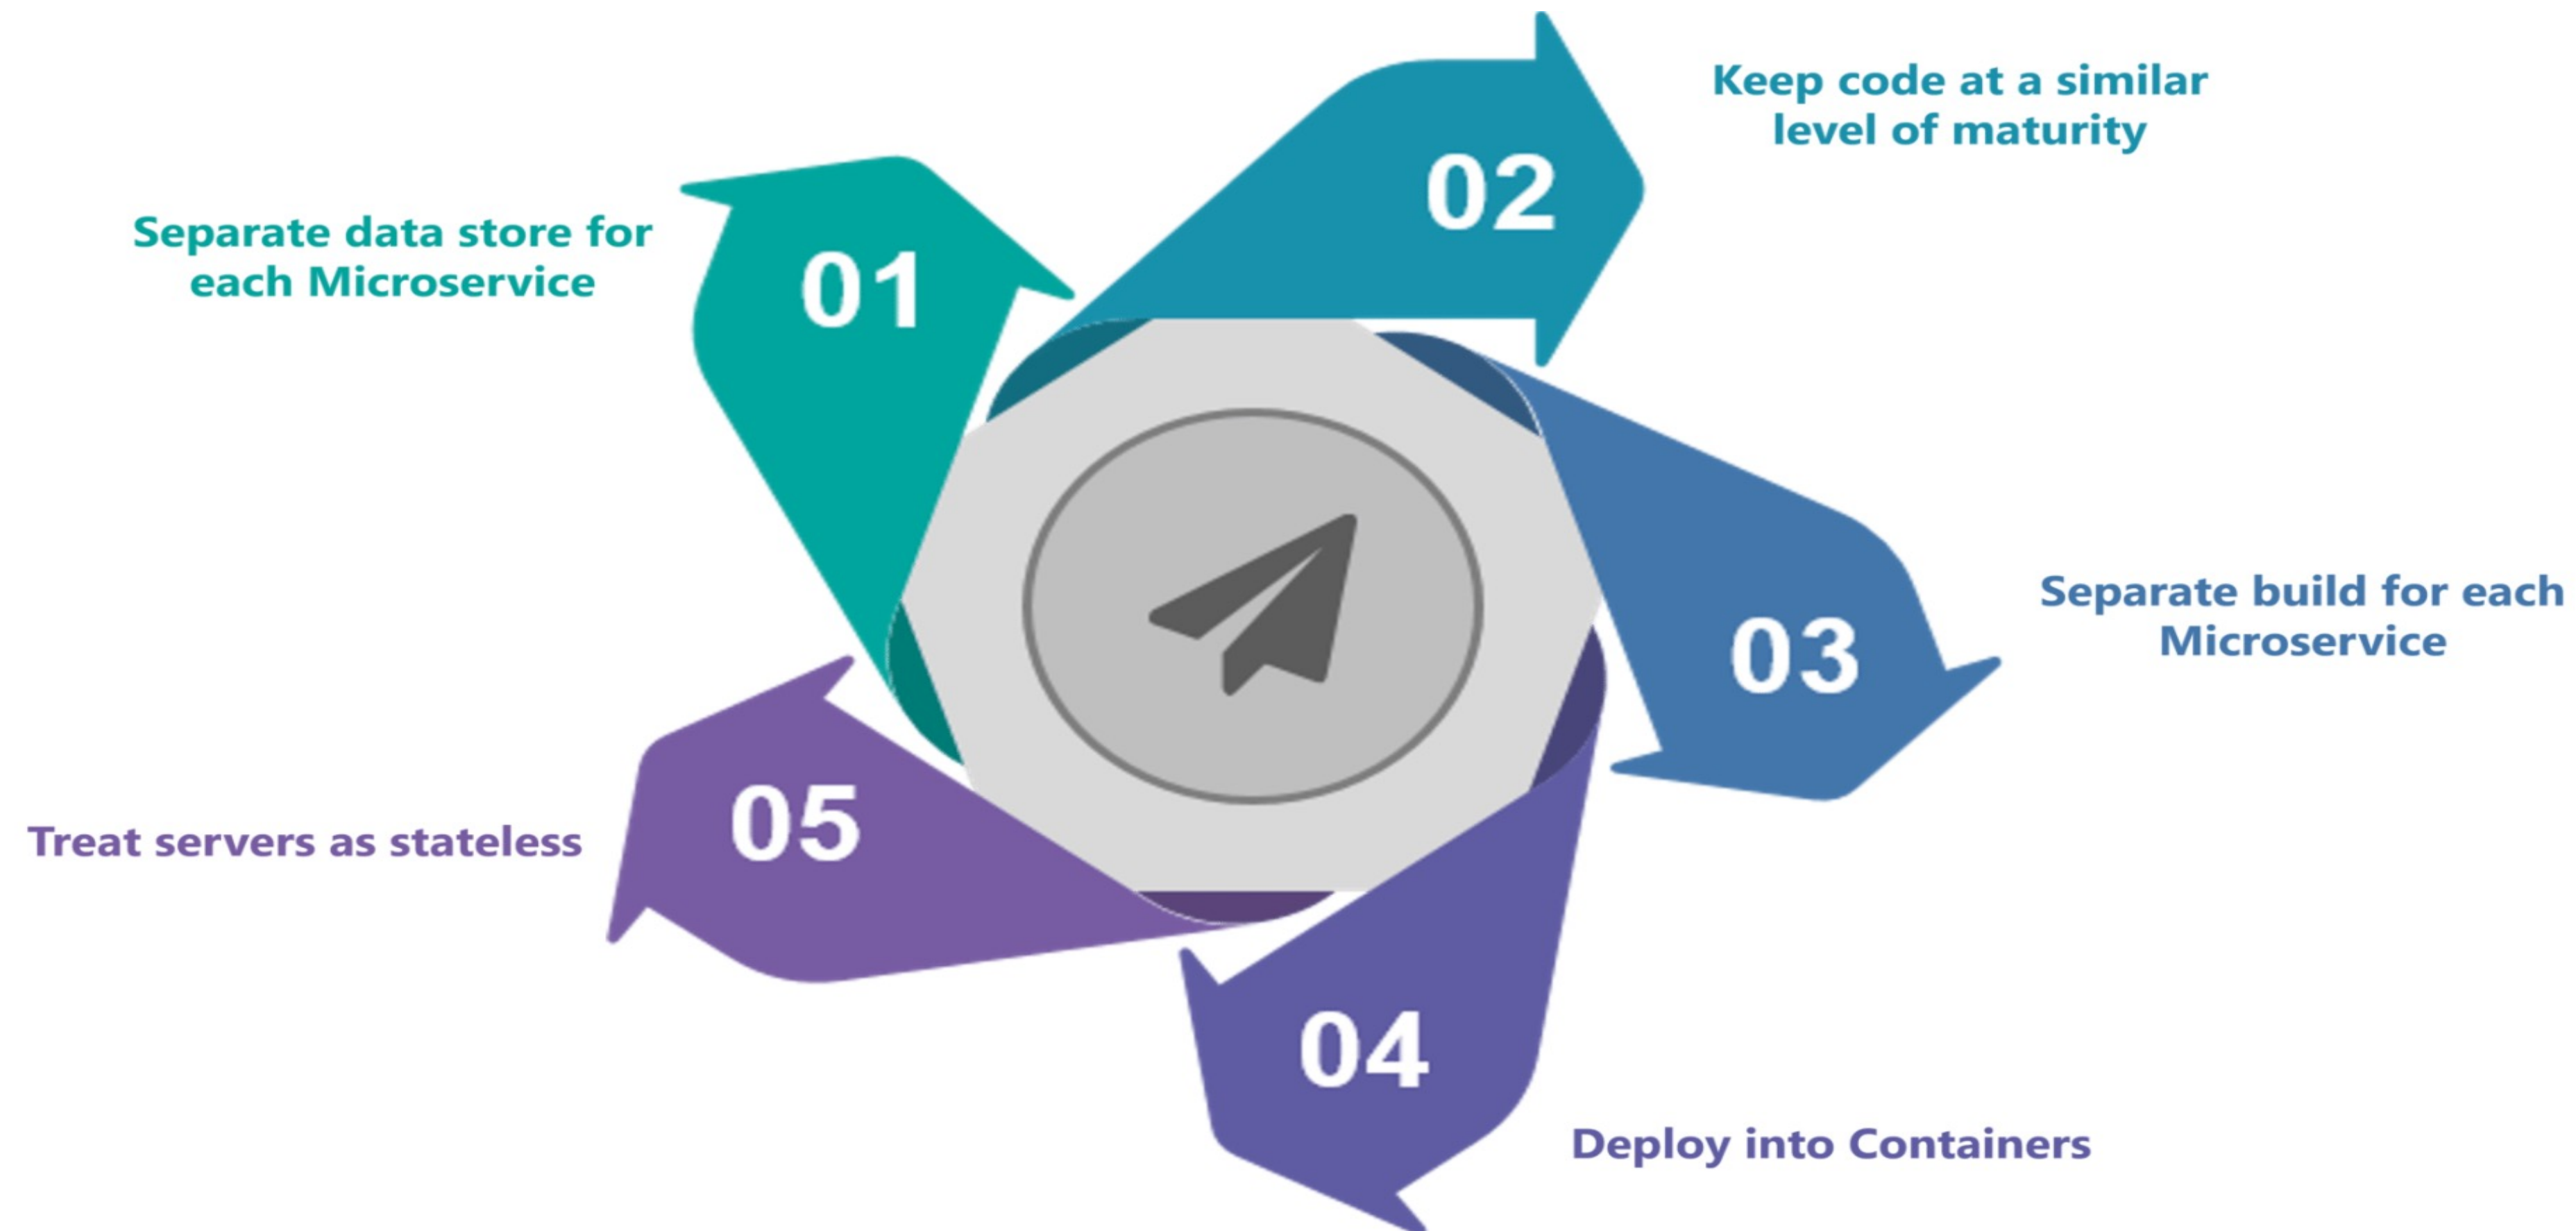 01
Separate data store for
each Microservice
02
Keep code at a similar
level of maturity
03
Separate build for each
Microservice
04
Deploy into Containers
05
Treat servers as stateless